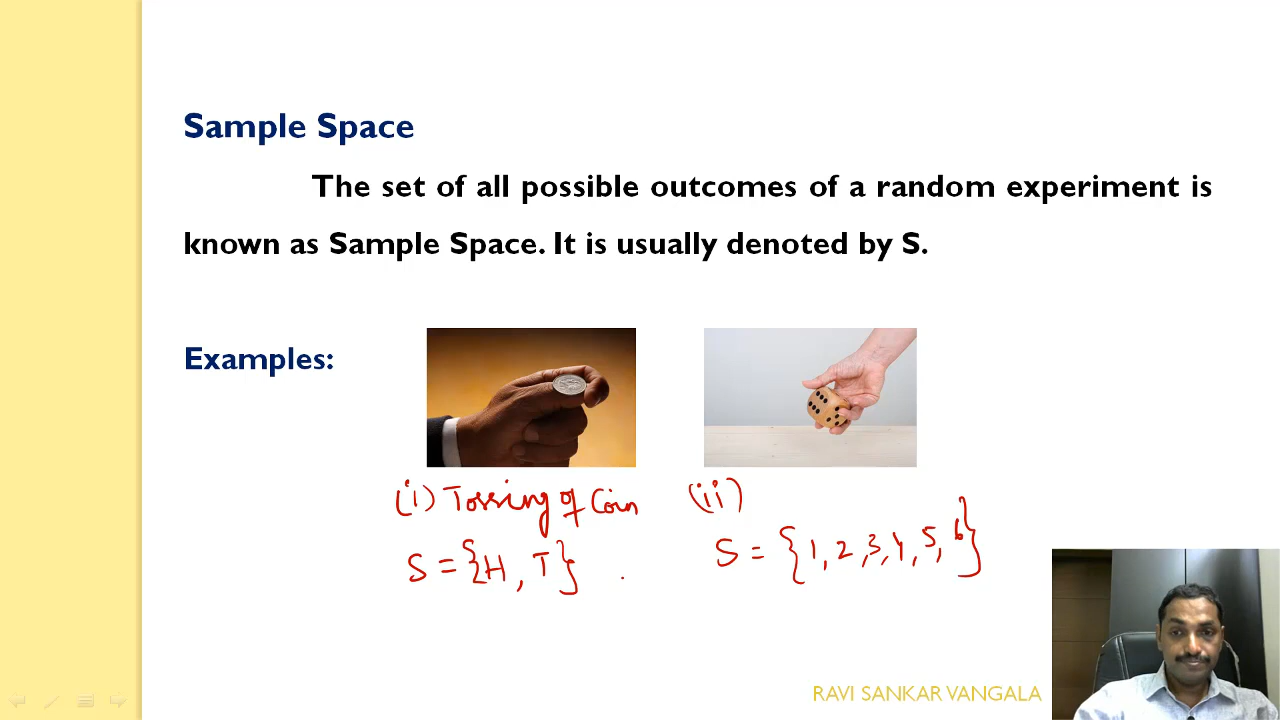 Sample Space
The set of all possible outcomes of a random experiment is
known as Sample Space. It is usually denoted by S.
Examples:
(i) Tossing of Coin
S = {H, T}
(ii)
S = {1, 2, 3, 4, 5, 6}
RAVI SANKAR VANGALA